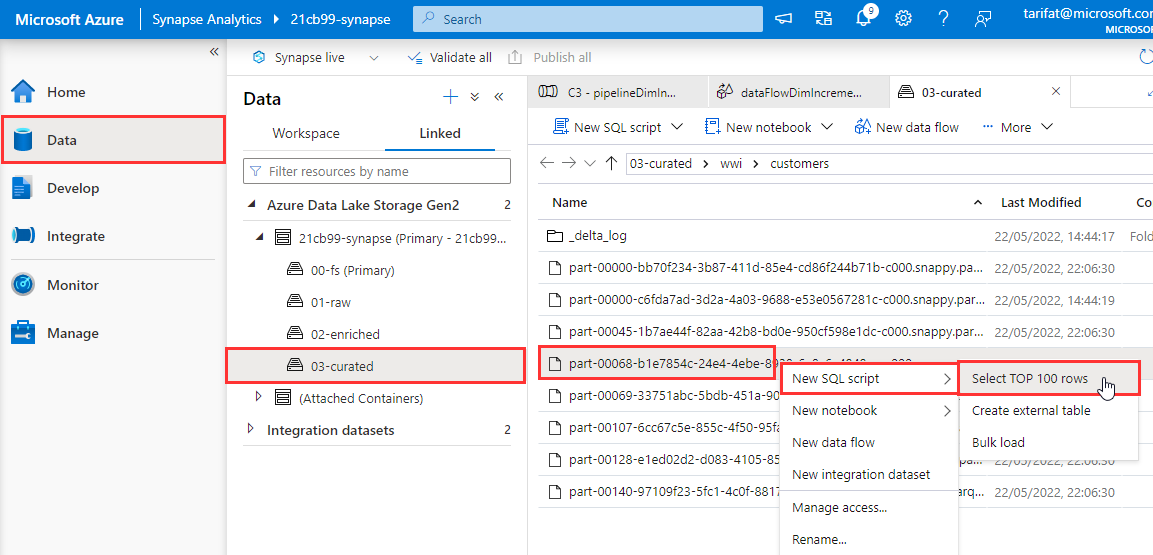 Microsoft Azure
Synapse Analytics
21cb99-synapse
Search
9
tarifat@microsoft.com
MICROSOF
Home
Data
Develop
Integrate
Monitor
Manage
Synapse live
Validate all
Publish all
Data
Workspace
Linked
Filter resources by name
Azure Data Lake Storage Gen2 2
21cb99-synapse (Primary - 21cb99...
00-fs (Primary)
01-raw
02-enriched
03-curated
(Attached Containers)
Integration datasets 2
C3 - pipelineDimIn...
dataFlowDimIncreme...
03-curated
New SQL script
New notebook
New data flow
More
03-curated
wwi
customers
Name Last Modified Co
_delta_log 22/05/2022, 14:44:17 Fold
part-00000-bb70f234-3b87-411d-85e4-cd86f244b71b-c000.snappy.pa... 22/05/2022, 22:06:30
part-00000-c6fda7ad-3d2a-4a03-9688-e53e0567281c-c000.snappy.par... 22/05/2022, 14:44:19
part-00045-1b7ae44f-82aa-42b8-bd0e-950cf598e1dc-c000.snappy.par... 22/05/2022, 22:06:30
part-00068-b1e7854c-24e4-4ebe-
part-00069-33751abc-5bdb-451a-90
part-00107-6cc67c5e-855c-4f50-95fa
part-00128-e1ed02d2-d083-4105-85 .pa... 22/05/2022, 22:06:30
part-00140-97109f23-5fc1-4c0f-8817 arq... 22/05/2022, 22:06:30
New SQL script
New notebook
New data flow
New integration dataset
Manage access...
Rename...
Select TOP 100 rows
Create external table
Bulk load